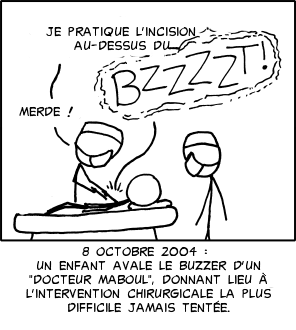 JE PRATIQUE L'INCISION
AU-DESSUS DU
BZZZZT!
MERDE !
8 OCTOBRE 2004 :
UN ENFANT AVALE LE BUZZER D'UN
"DOCTEUR MABOUL", DONNANT LIEU À
L'INTERVENTION CHIRURGICALE LA PLUS
DIFFICILE JAMAIS TENTÉE.